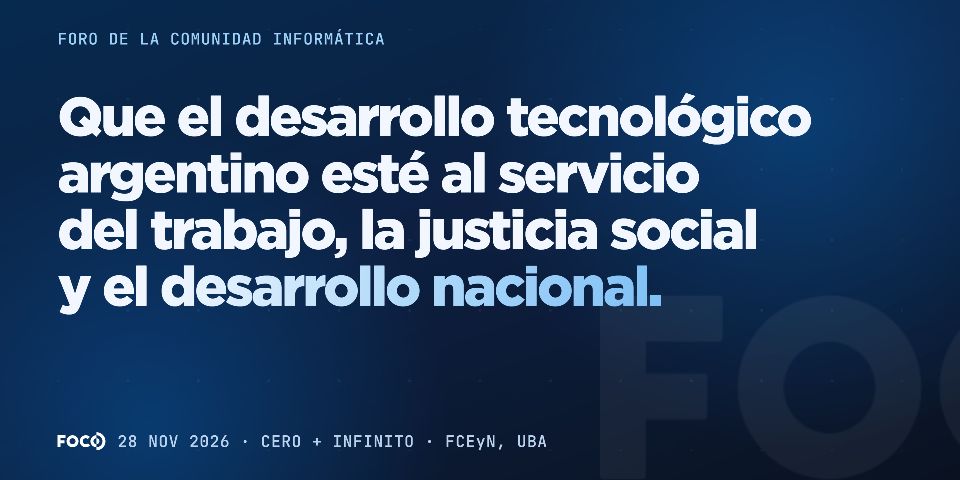 FORO DE LA COMUNIDAD INFORMÁTICA
Que el desarrollo tecnológico
argentino esté al servicio
del trabajo, la justicia social
y el desarrollo nacional.
FOCO 28 NOV 2026 · CERO + INFINITO · FCEyN, UBA
FOC